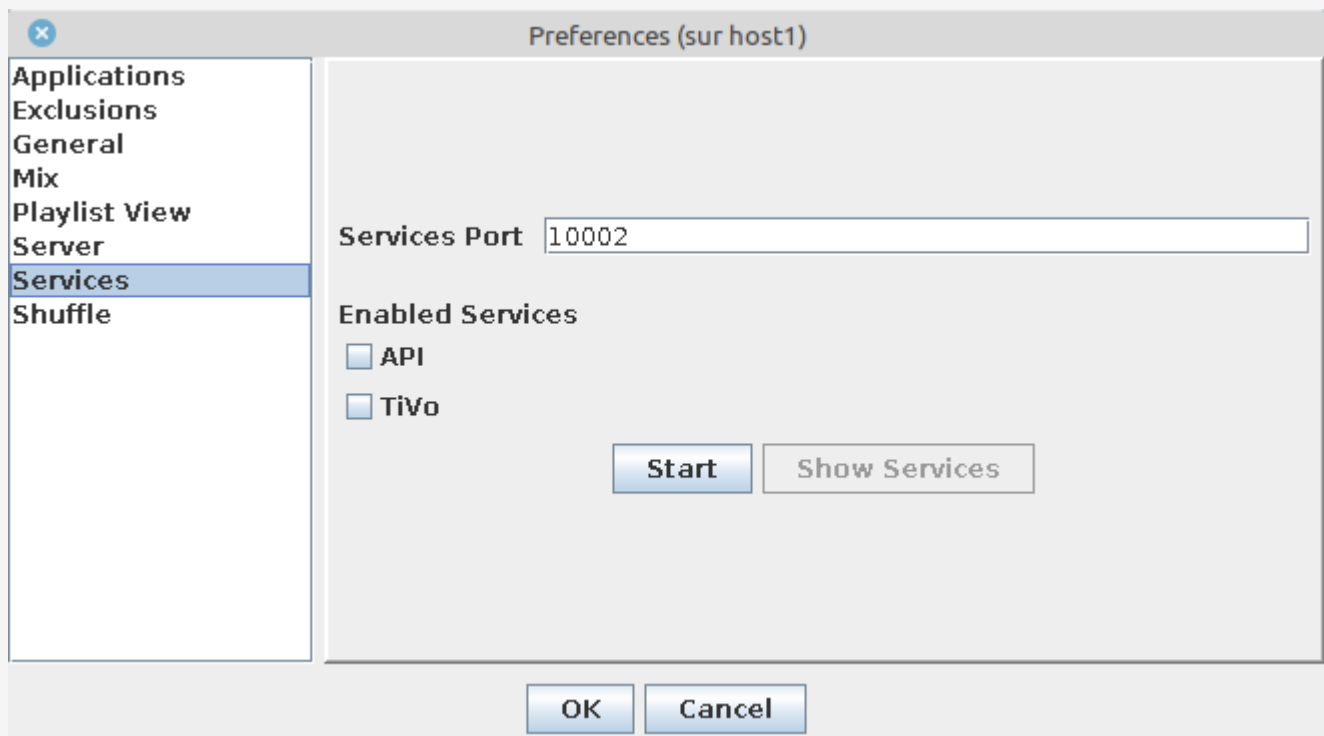 Preferences (sur host1)
Applications
Exclusions
General
Mix
Playlist View
Server
Services
Shuffle
Services Port 10002
Enabled Services
API
TiVo
Start Show Services
OK Cancel